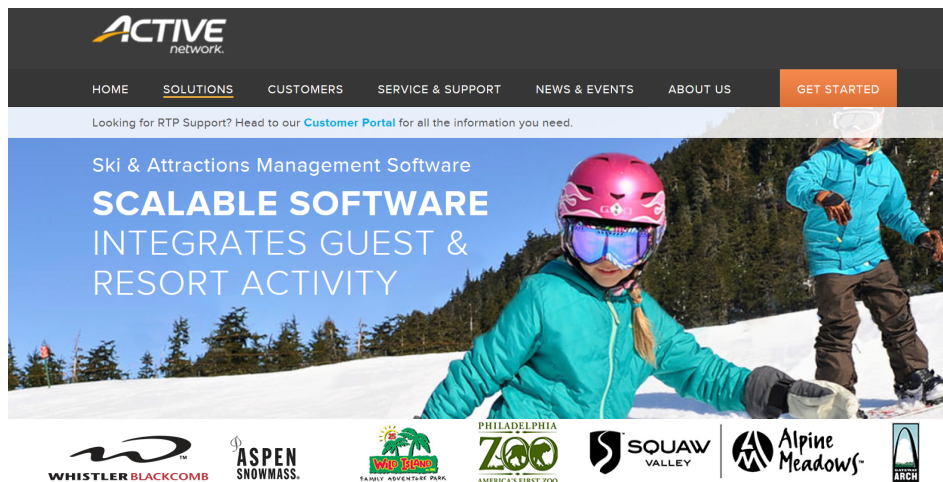 ACTIVE
network.
HOME SOLUTIONS CUSTOMERS SERVICE & SUPPORT NEWS & EVENTS ABOUT US GET STARTED
Looking for RTP Support? Head to our Customer Portal for all the information you need.
Ski & Attractions Management Software
SCALABLE SOFTWARE
INTEGRATES GUEST &
RESORT ACTIVITY
WHISTLER BLACKCOMB
TM
ASPEN
SNOWMASS.
25
WILD ISLAND
FAMILY ADVENTURE PARK
PHILADELPHIA
ZOO
AMERICA'S FIRST ZOO
SQUAW
VALLEY
Alpine
Meadows
GATEWAY
ARCH